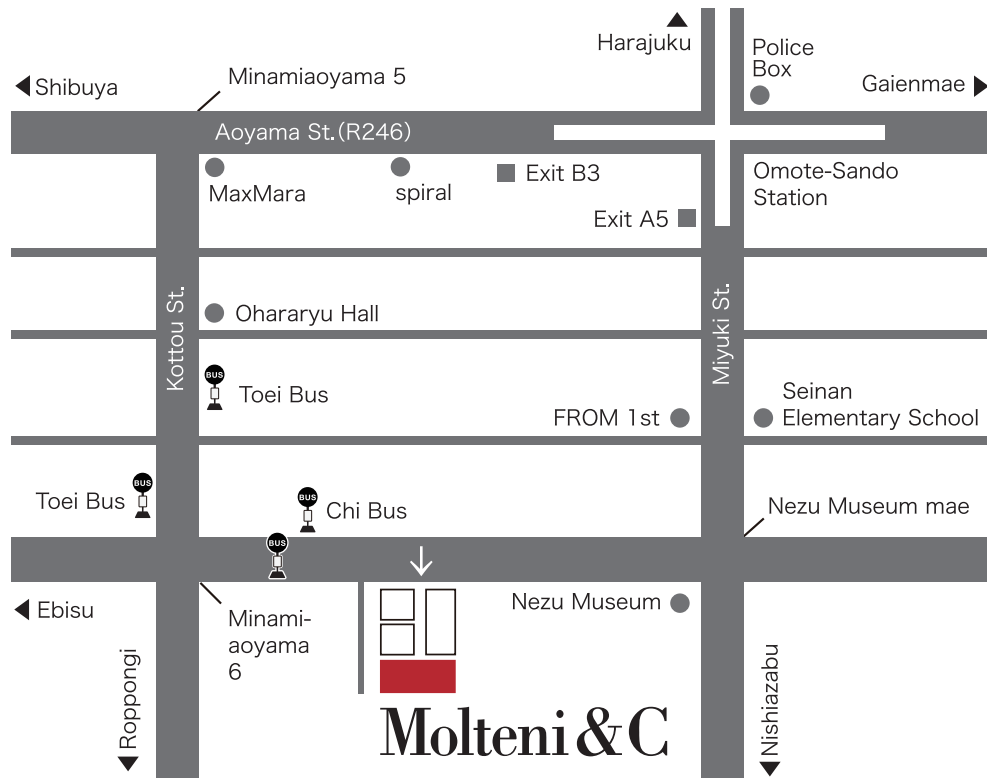 Harajuku
Police
Box
Shibuya
Minamiaoyama 5
Gaienmae
Aoyama St.(R246)
MaxMara
spiral
Exit B3
Omote-Sando
Station
Exit A5
Kottou St.
Ohararyu Hall
Miyuki St.
BUS
Toei Bus
FROM 1st
Seinan
Elementary School
Toei Bus
BUS
BUS
Chi Bus
Nezu Museum mae
BUS
Ebisu
Minami-
aoyama
6
Nezu Museum
Roppongi
Nishiazabu
Molteni&C